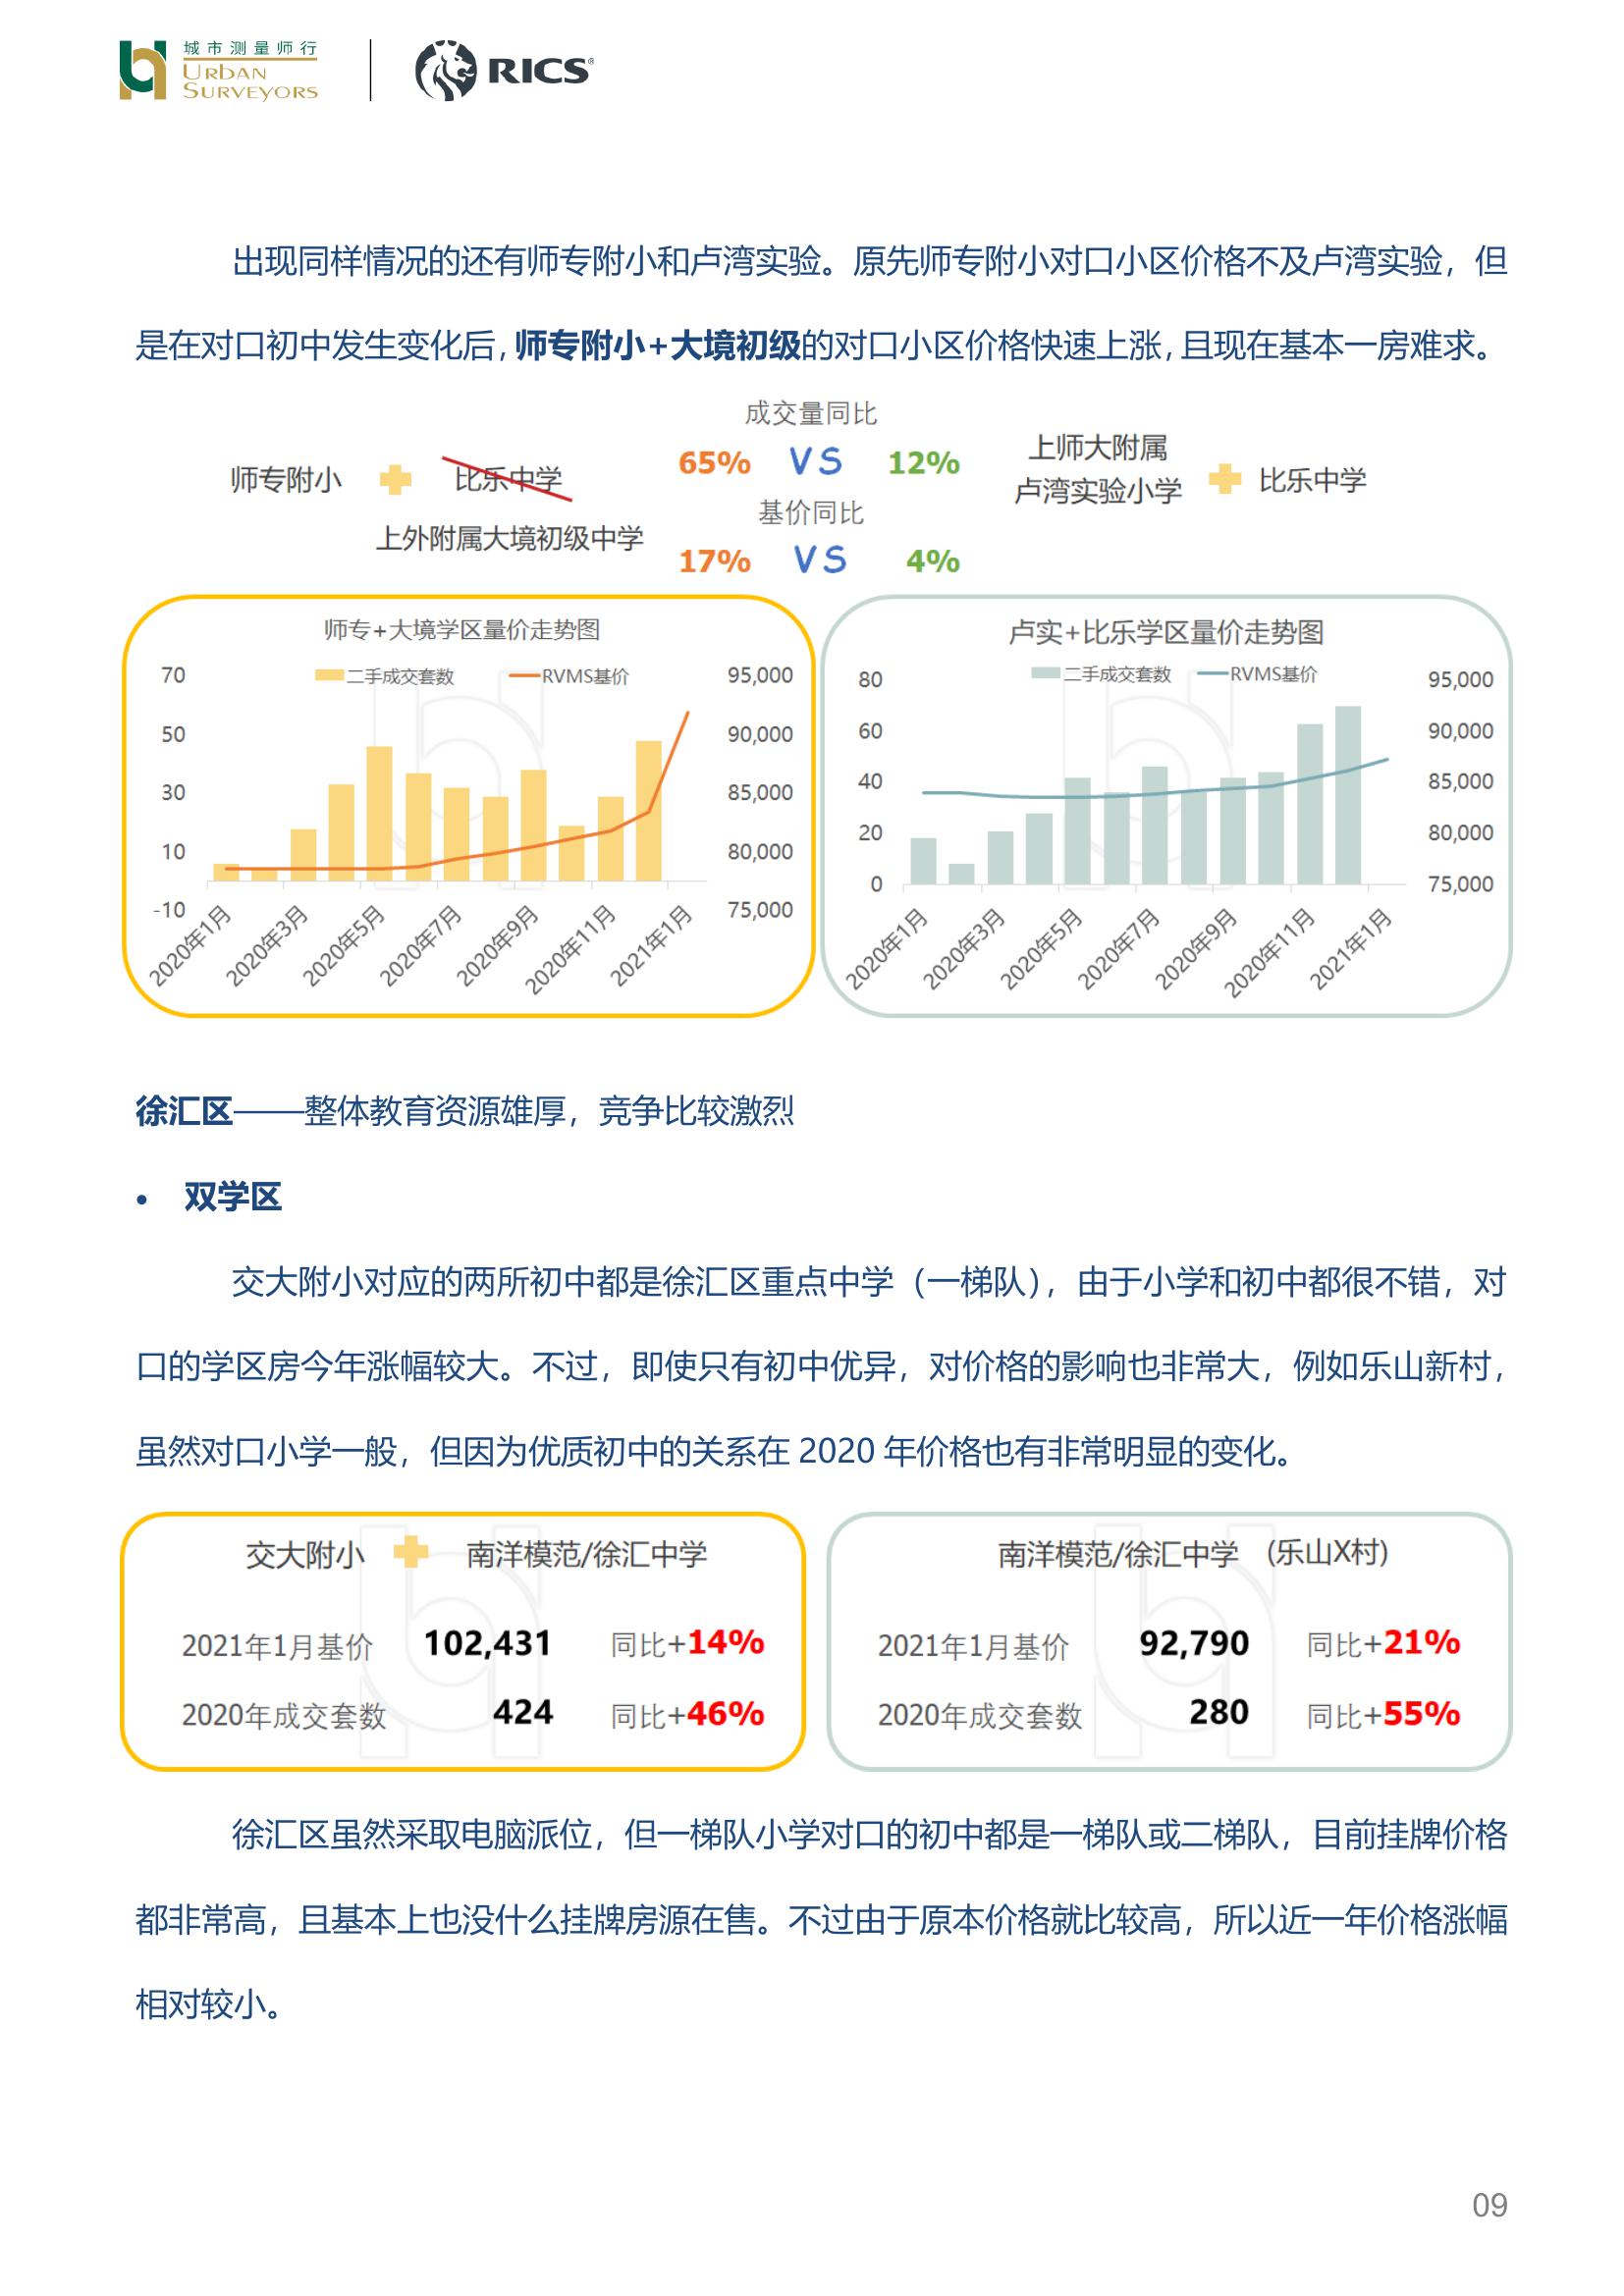 城市测量师行
URBAN
SURVEYORS
RICS®
出现同样情况的还有师专附小和卢湾实验。原先师专附小对口小区价格不及卢湾实验，但
是在对口初中发生变化后，师专附小+大境初级的对口小区价格快速上涨，且现在基本一房难求。
成交量同比
师专附小 比乐中学 65% VS 12% 上师大附属
卢湾实验小学 比乐中学
上外附属大境初级中学 基价同比
17% VS 4%
师专+大境学区量价走势图
二手成交套数 RVMS基价
70
50
30
10
-10
95,000
90,000
85,000
80,000
75,000
2020年1月 2020年3月 2020年5月 2020年7月 2020年9月 2020年11月 2021年1月
卢实+比乐学区量价走势图
二手成交套数 RVMS基价
80
60
40
20
0
95,000
90,000
85,000
80,000
75,000
2020年1月 2020年3月 2020年5月 2020年7月 2020年9月 2020年11月 2021年1月
徐汇区——整体教育资源雄厚，竞争比较激烈
• 双学区
交大附小对应的两所初中都是徐汇区重点中学（一梯队），由于小学和初中都很不错，对
口的学区房今年涨幅较大。不过，即使只有初中优异，对价格的影响也非常大，例如乐山新村，
虽然对口小学一般，但因为优质初中的关系在 2020 年价格也有非常明显的变化。
交大附小 南洋模范/徐汇中学
2021年1月基价 102,431 同比+14%
2020年成交套数 424 同比+46%
南洋模范/徐汇中学 （乐山X村）
2021年1月基价 92,790 同比+21%
2020年成交套数 280 同比+55%
徐汇区虽然采取电脑派位，但一梯队小学对口的初中都是一梯队或二梯队，目前挂牌价格
都非常高，且基本上也没什么挂牌房源在售。不过由于原本价格就比较高，所以近一年价格涨幅
相对较小。
09